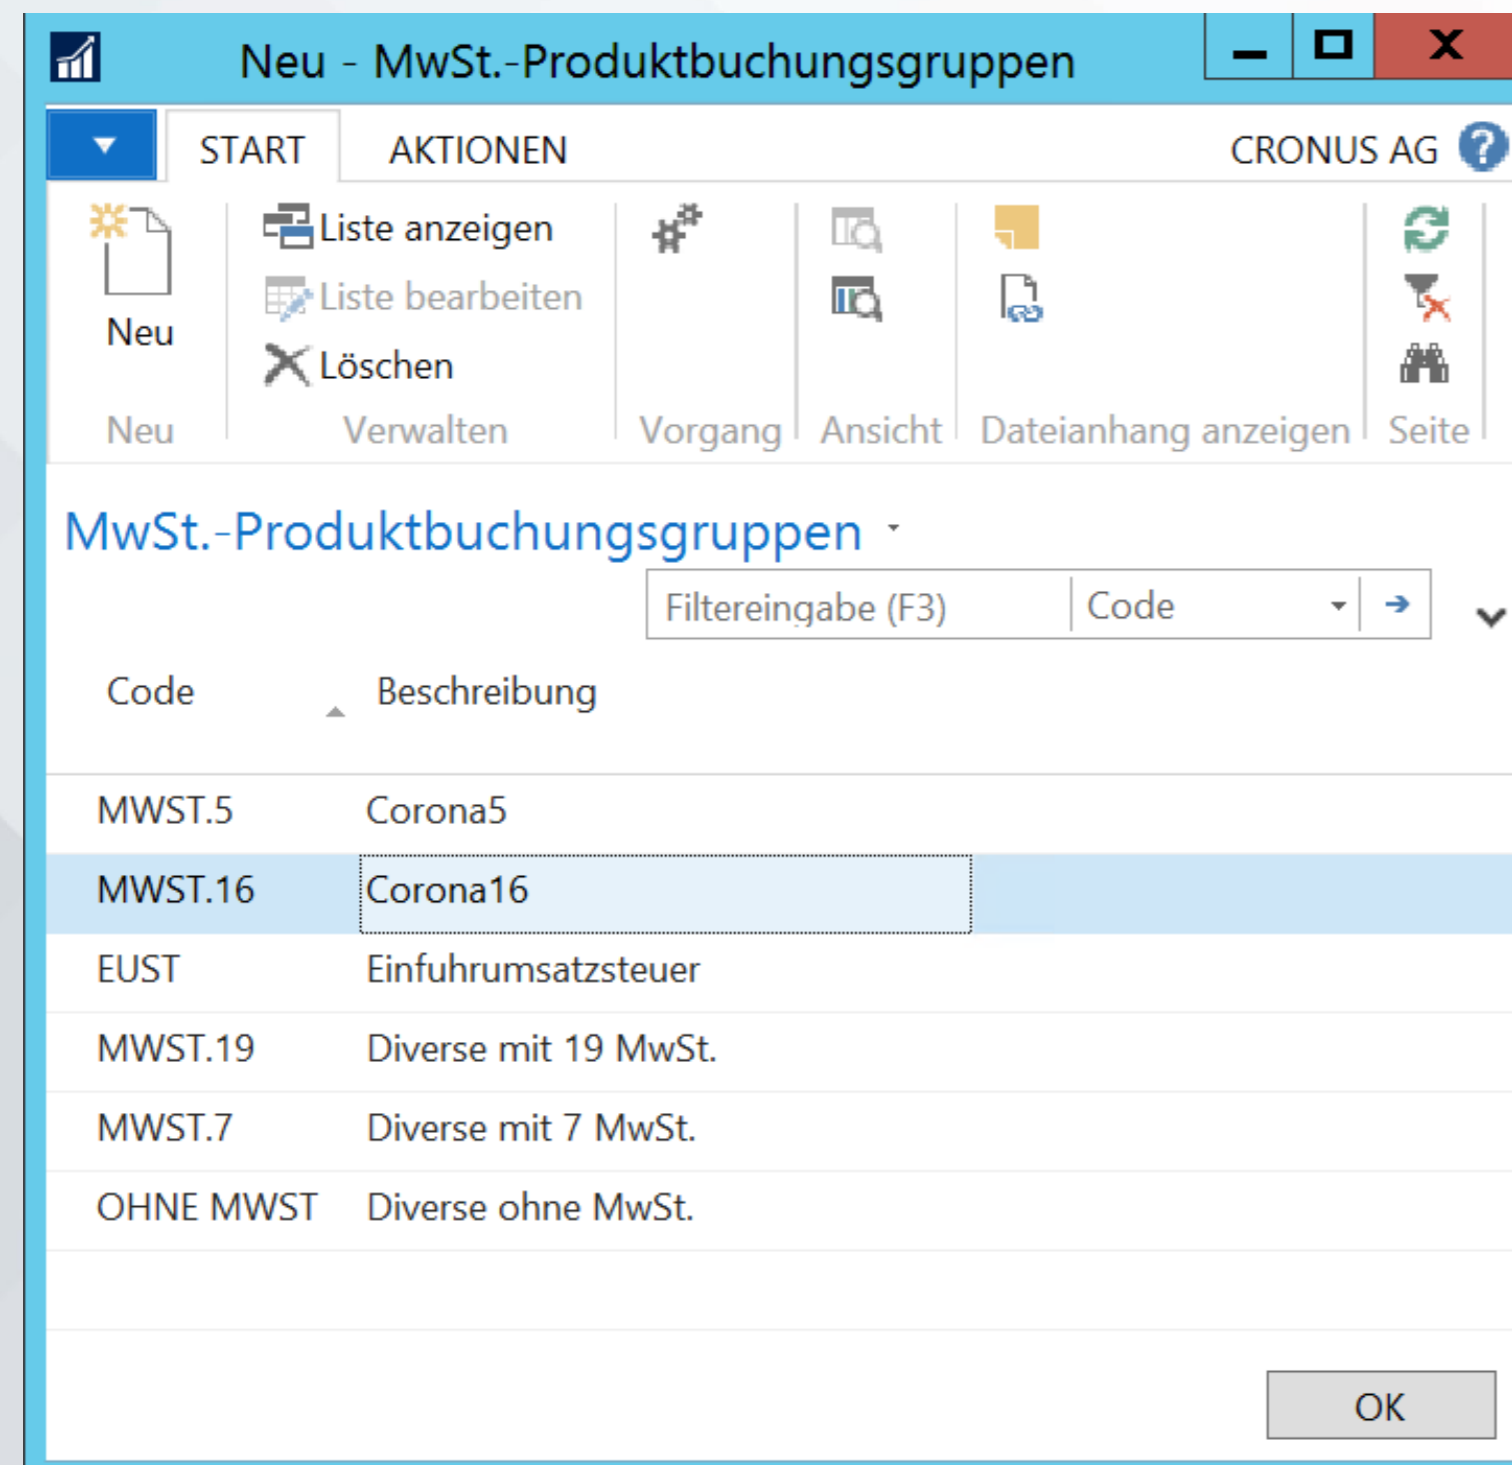 Neu - MwSt.-Produktbuchungsgruppen
START AKTIONEN CRONUS AG
Neu
Liste anzeigen
Liste bearbeiten
Löschen
Neu Verwalten Vorgang Ansicht Dateianhang anzeigen Seite
MwSt.-Produktbuchungsgruppen
Filtereingabe (F3) Code
Code Beschreibung
MWST.5 Corona5
MWST.16 Corona16
EUST Einfuhrumsatzsteuer
MWST.19 Diverse mit 19 MwSt.
MWST.7 Diverse mit 7 MwSt.
OHNE MWST Diverse ohne MwSt.
OK